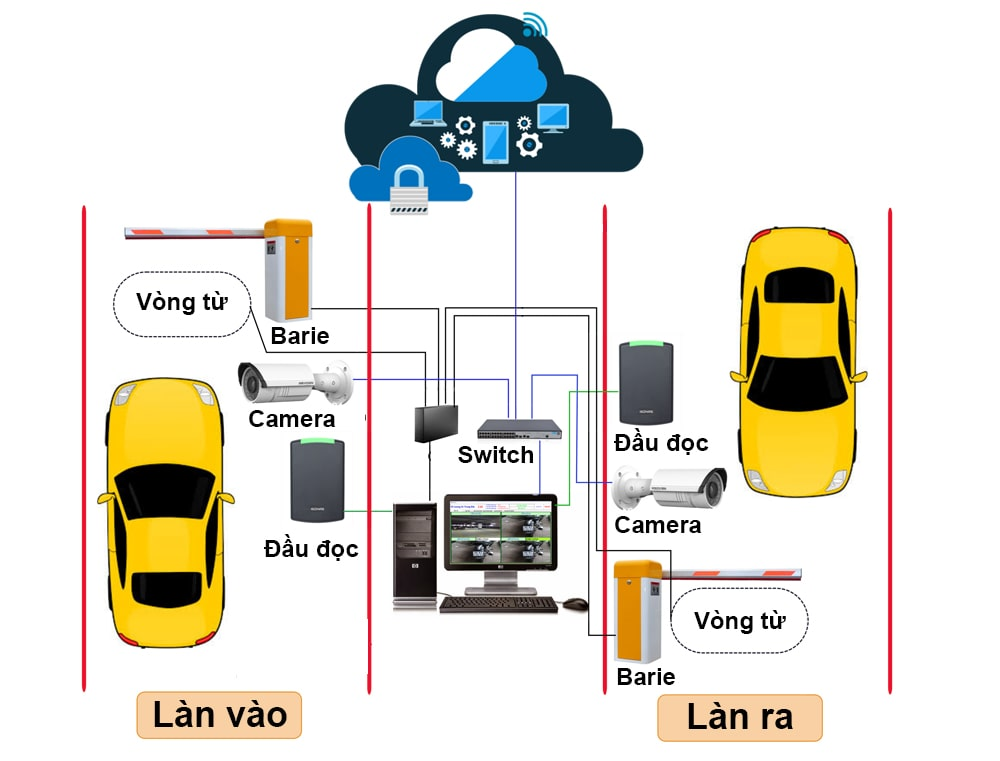 Vòng từ
Barie
Camera
Đầu đọc
Switch
Đầu đọc
Camera
Vòng từ
Barie
Làn vào
Làn ra